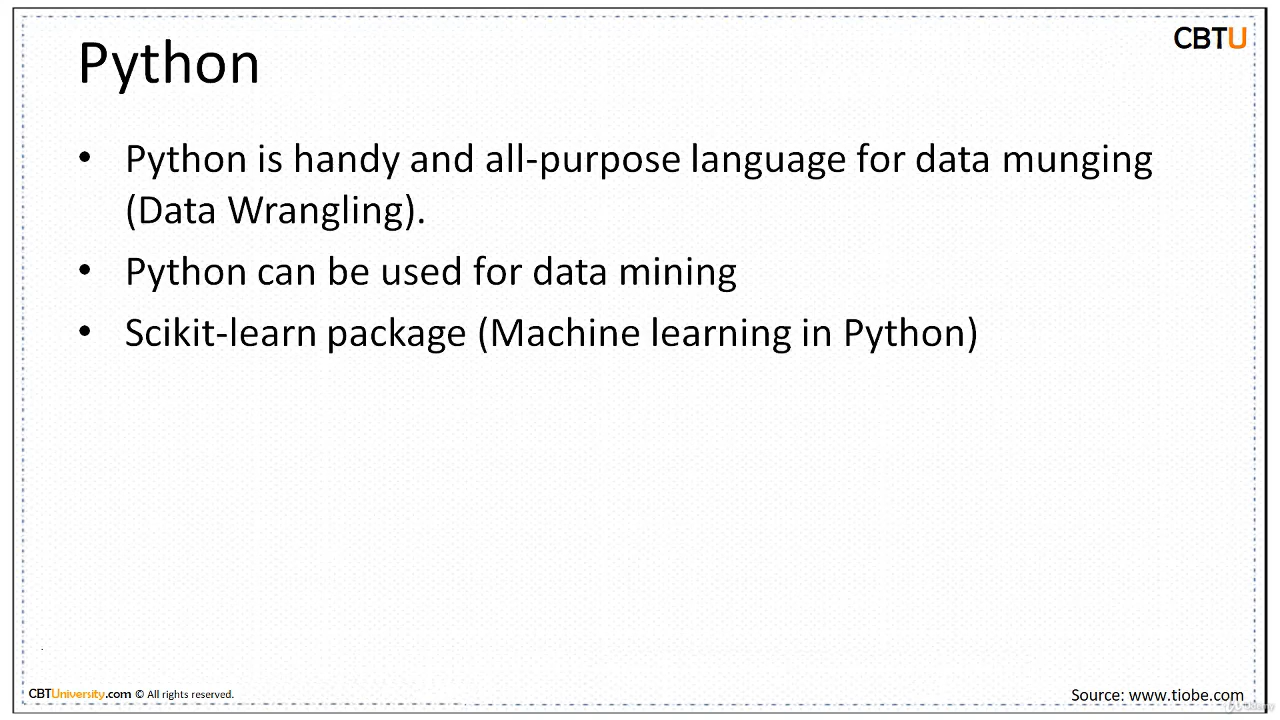 Python
CBTU
• Python is handy and all-purpose language for data munging
(Data Wrangling).
• Python can be used for data mining
• Scikit-learn package (Machine learning in Python)
CBTUniversity.com © All rights reserved.
Source: www.tiobe.com